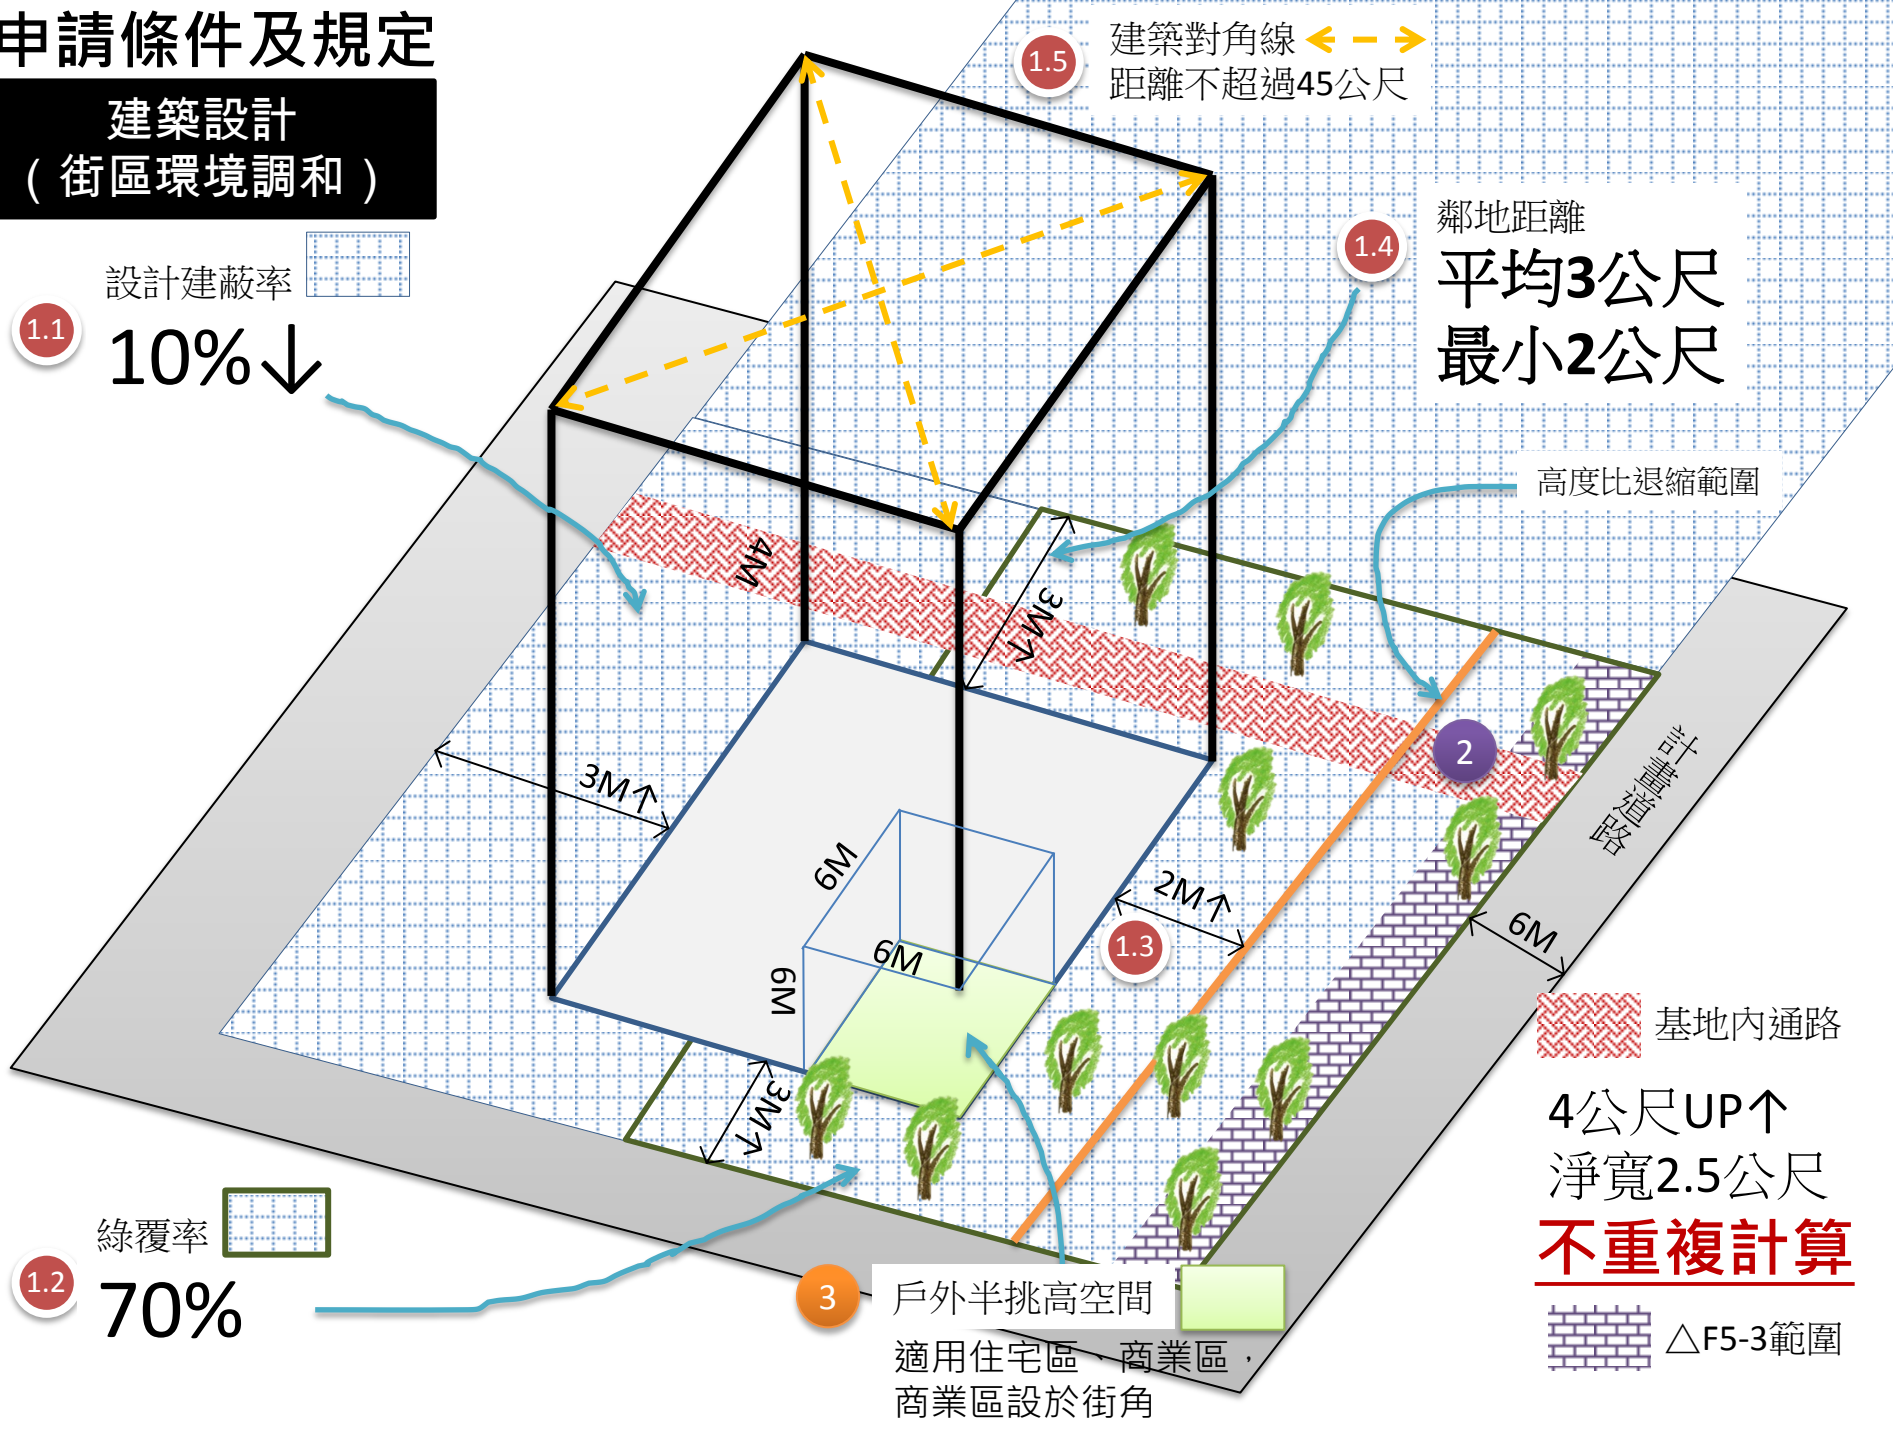 申請條件及規定
建築設計
（街區環境調和）
1.5
建築對角線
距離不超過45公尺
1.4
鄰地距離
平均3公尺
最小2公尺
1.1
設計建蔽率
10%↓
高度比退縮範圍
4M
3M↑
2
計畫道路
3M↑
6M
6M
6M
2M↑
1.3
6M
3M↑
基地內通路
4公尺UP↑
淨寬2.5公尺
不重複計算
△F5-3範圍
1.2
綠覆率
70%
3
戶外半挑高空間
適用住宅區、商業區，
商業區設於街角